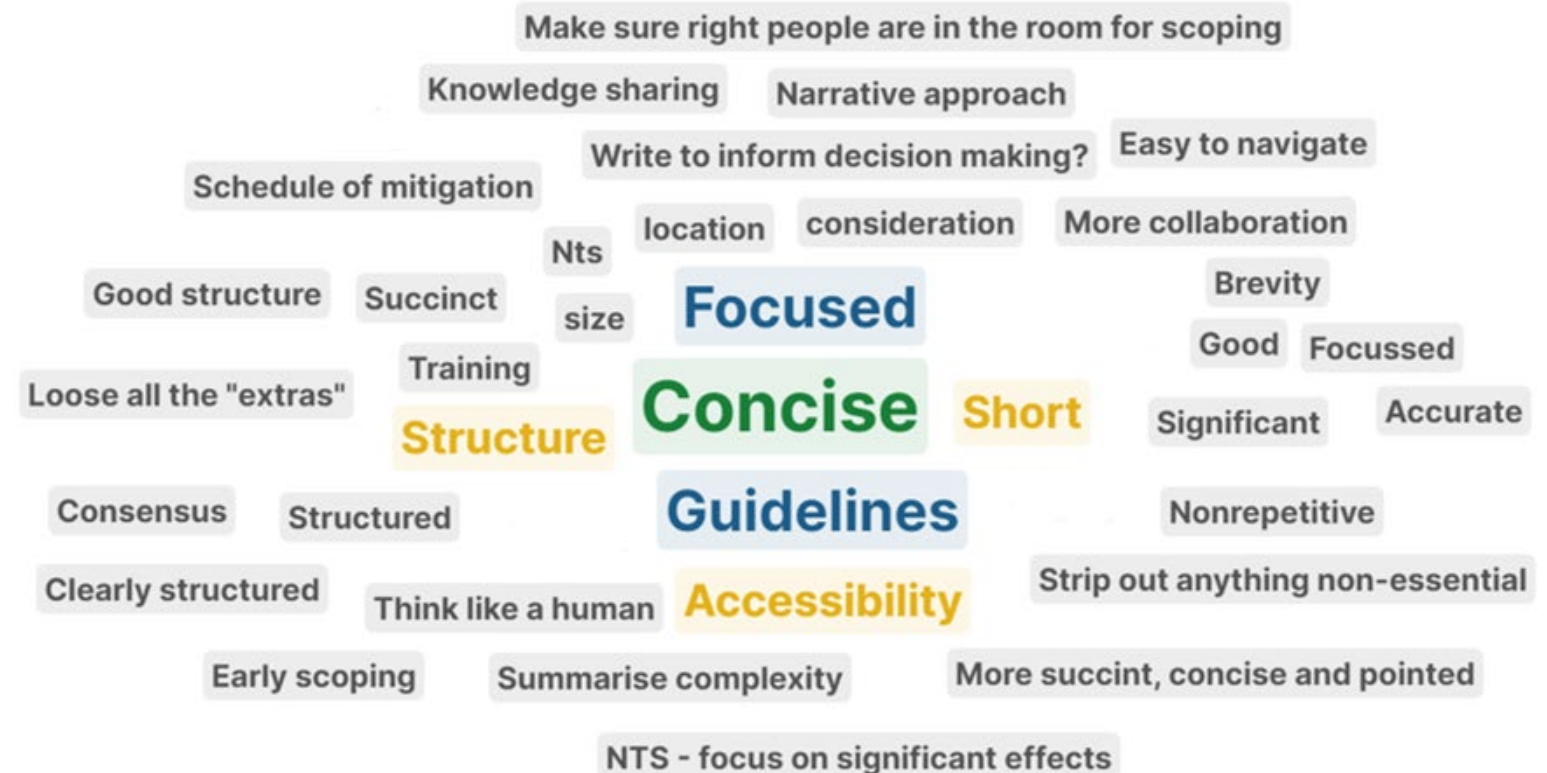 Make sure right people are in the room for scoping
Knowledge sharing
Narrative approach
Write to inform decision making?
Easy to navigate
Schedule of mitigation
location
consideration
More collaboration
Nts
Good structure
Succinct
size
Focused
Brevity
Good
Focussed
Training
Loose all the "extras"
Structure
Concise
Short
Significant
Accurate
Consensus
Structured
Guidelines
Nonrepetitive
Clearly structured
Think like a human
Accessibility
Strip out anything non-essential
Early scoping
Summarise complexity
More succint, concise and pointed
NTS - focus on significant effects